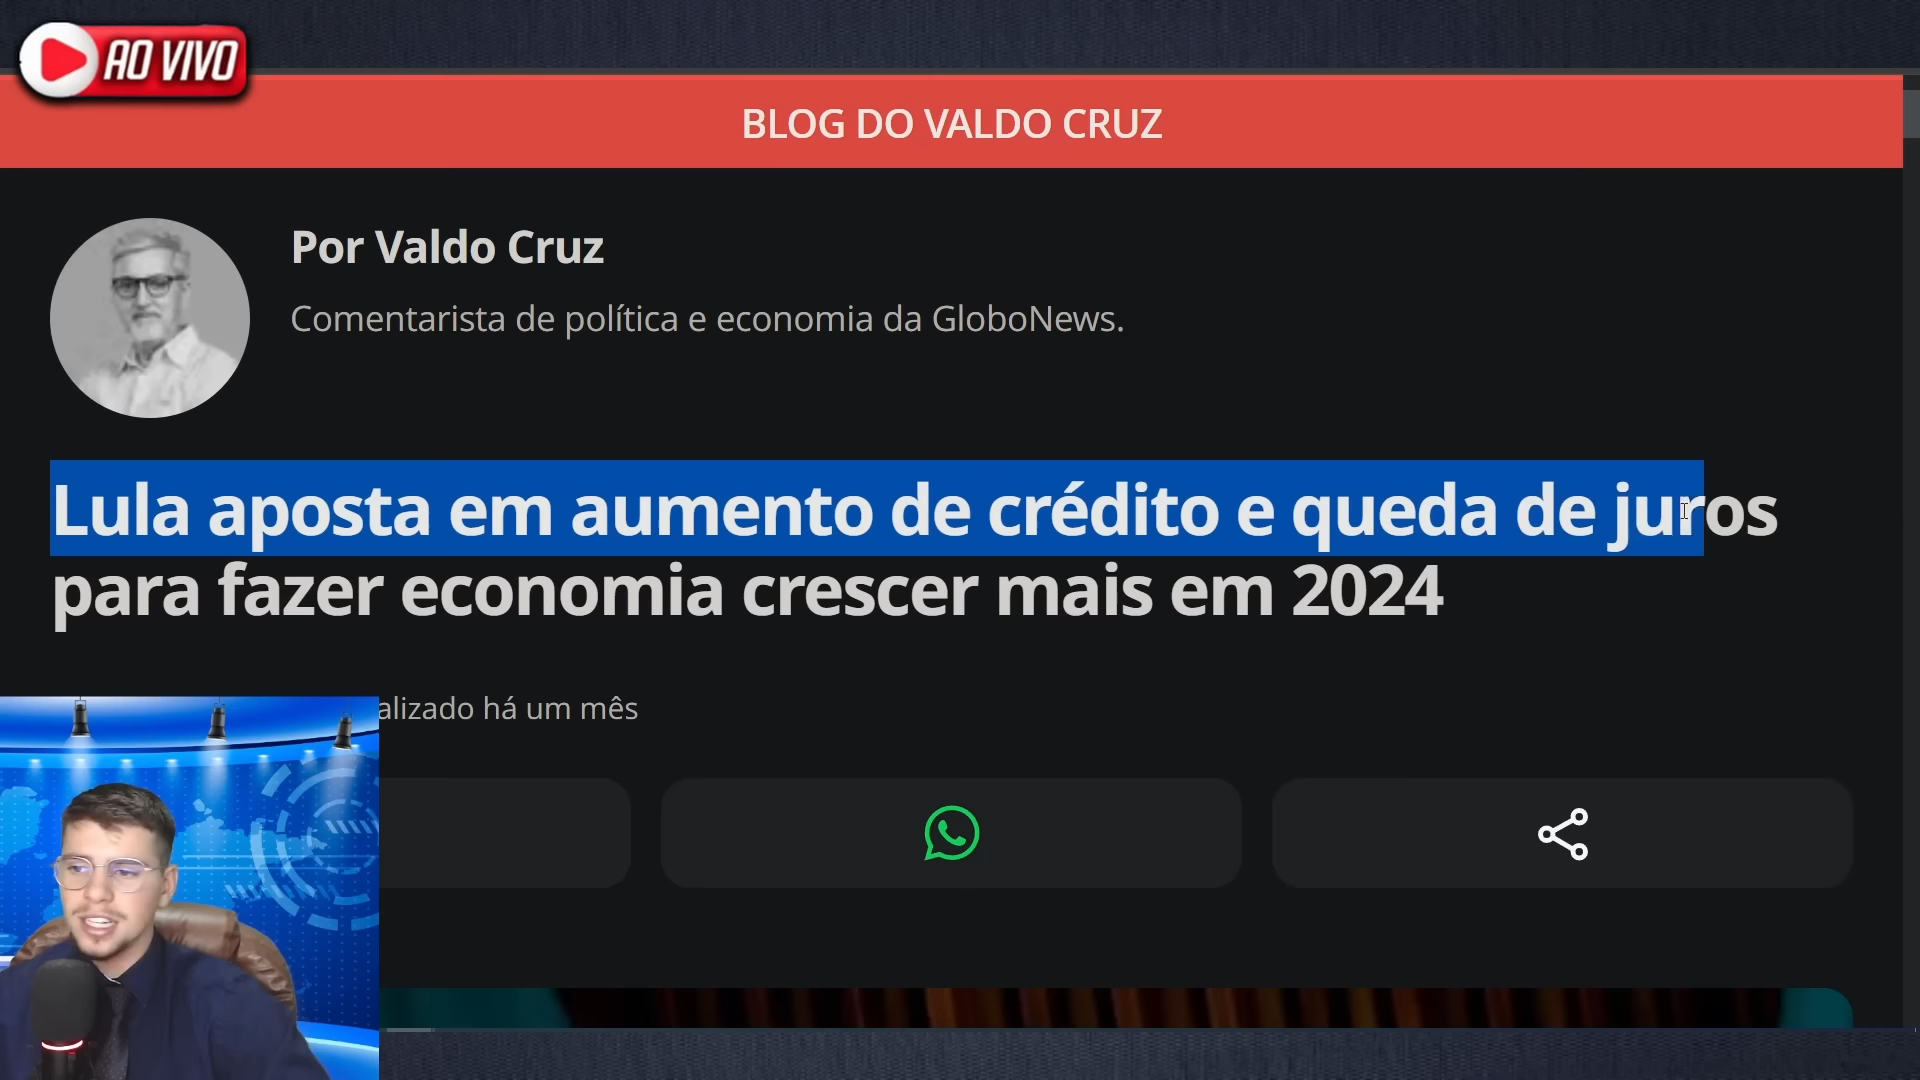 AO VIVO
BLOG DO VALDO CRUZ
Por Valdo Cruz
Comentarista de política e economia da GloboNews.
Lula aposta em aumento de crédito e queda de juros
para fazer economia crescer mais em 2024
alizado há um mês